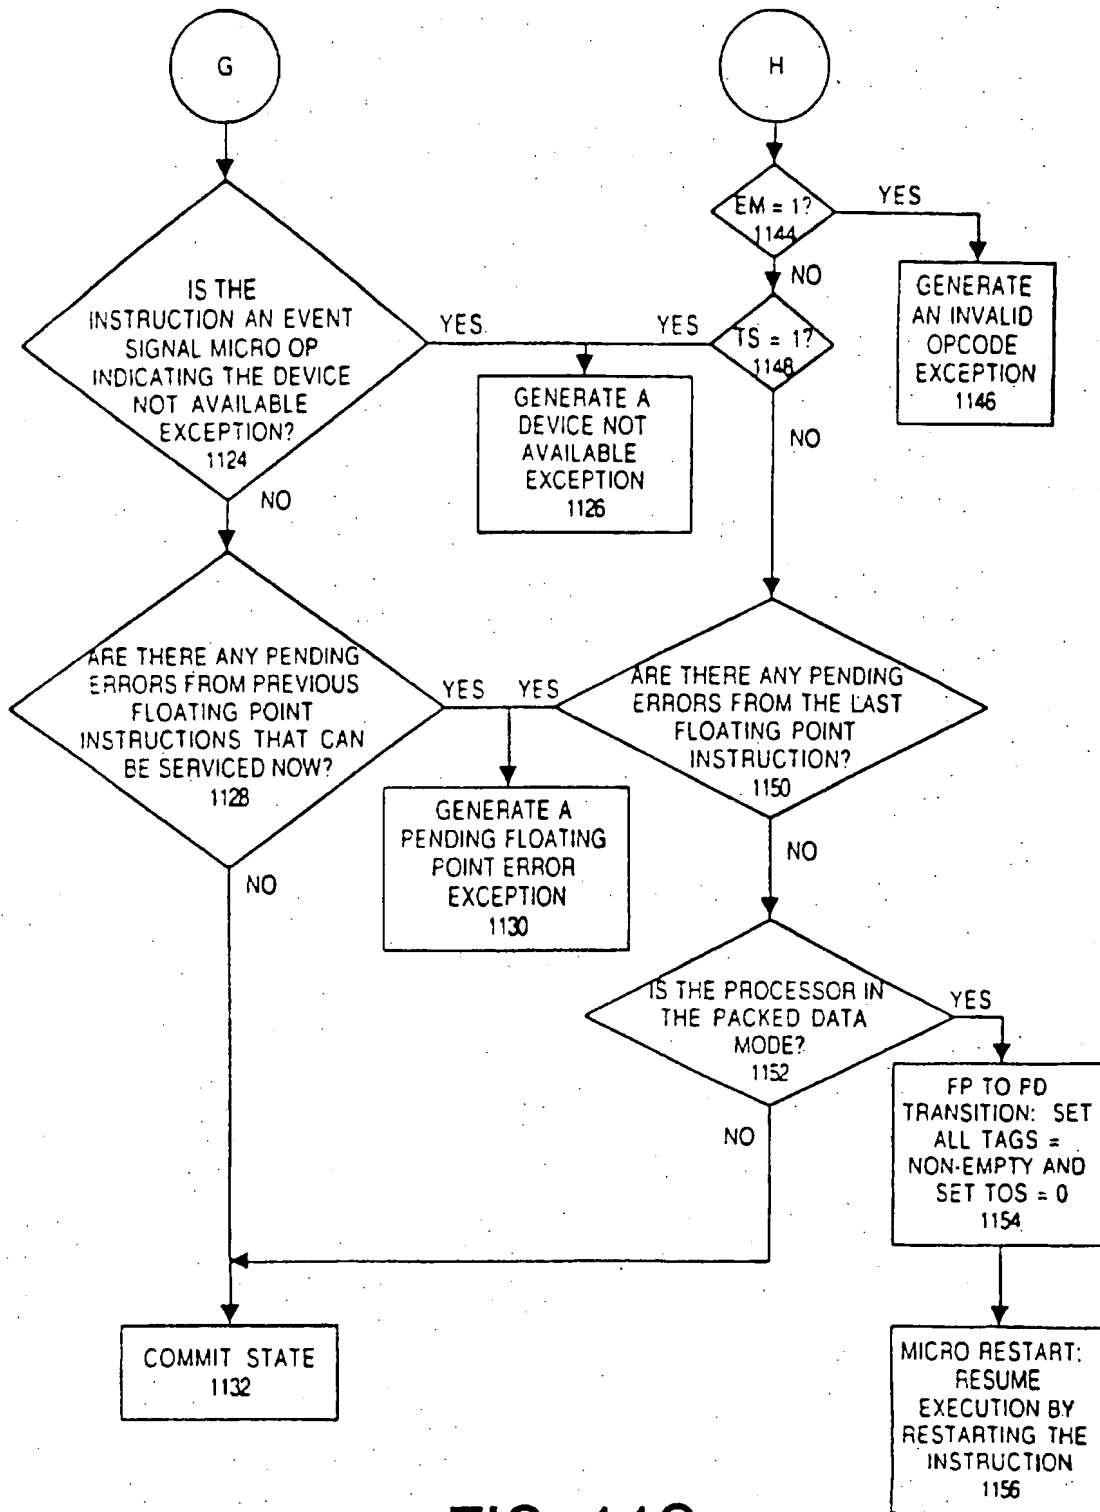 G
H
EM = 1?
1144
YES
NO
GENERATE
AN INVALID
OPCODE
EXCEPTION
1146
IS THE
INSTRUCTION AN EVENT
SIGNAL MICRO OP
INDICATING THE DEVICE
NOT AVAILABLE
EXCEPTION?
1124
YES
YES
TS = 1?
1148
GENERATE A
DEVICE NOT
AVAILABLE
EXCEPTION
1126
NO
NO
ARE THERE ANY PENDING
ERRORS FROM PREVIOUS
FLOATING POINT
INSTRUCTIONS THAT CAN
BE SERVICED NOW?
1128
YES
YES
ARE THERE ANY PENDING
ERRORS FROM THE LAST
FLOATING POINT
INSTRUCTION?
1150
GENERATE A
PENDING FLOATING
POINT ERROR
EXCEPTION
1130
NO
NO
IS THE PROCESSOR IN
THE PACKED DATA
MODE?
1152
YES
NO
FP TO PD
TRANSITION: SET
ALL TAGS =
NON-EMPTY AND
SET TOS = 0
1154
COMMIT STATE
1132
MICRO RESTART:
RESUME
EXECUTION BY
RESTARTING THE
INSTRUCTION
1156